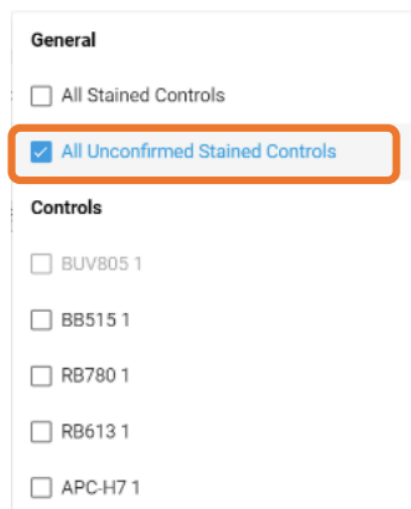 General
All Stained Controls
All Unconfirmed Stained Controls
Controls
BUV805 1
BB515 1
RB780 1
RB613 1
APC-H7 1